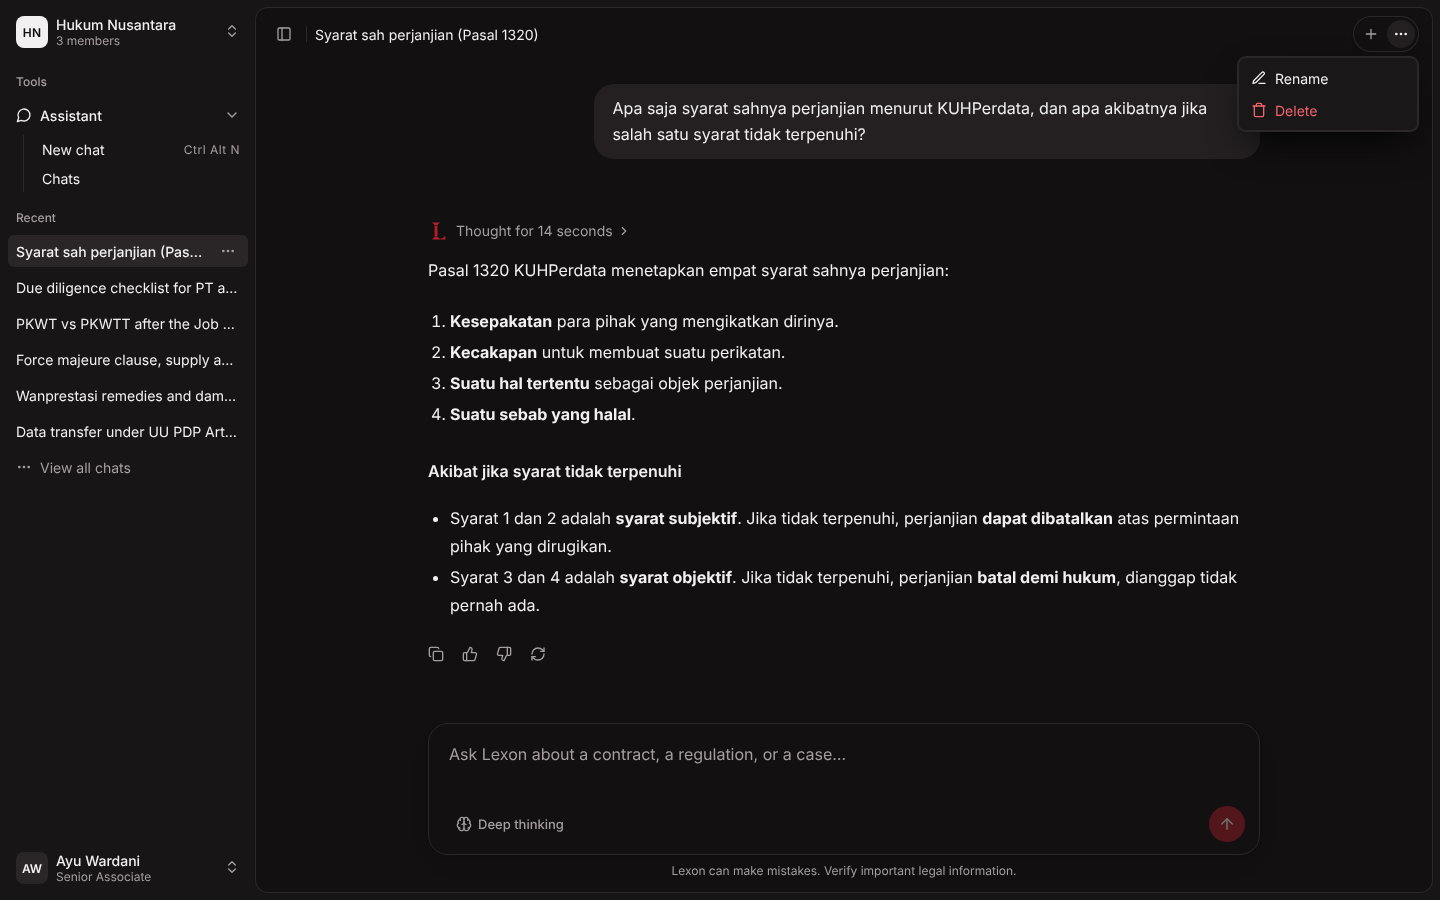 HN
Hukum Nusantara
3 members
Tools
Assistant
New chat
Ctrl Alt N
Chats
Recent
Syarat sah perjanjian (Pas...
Due diligence checklist for PT a...
PKWT vs PKWTT after the Job ...
Force majeure clause, supply a...
Wanprestasi remedies and dam...
Data transfer under UU PDP Art...
View all chats
AW
Ayu Wardani
Senior Associate
Syarat sah perjanjian (Pasal 1320)
Rename
Delete
Apa saja syarat sahnya perjanjian menurut KUHPerdata, dan apa akibatnya jika
salah satu syarat tidak terpenuhi?
L Thought for 14 seconds
Pasal 1320 KUHPerdata menetapkan empat syarat sahnya perjanjian:
1. Kesepakatan para pihak yang mengikatkan dirinya.
2. Kecakapan untuk membuat suatu perikatan.
3. Suatu hal tertentu sebagai objek perjanjian.
4. Suatu sebab yang halal.
Akibat jika syarat tidak terpenuhi
• Syarat 1 dan 2 adalah syarat subjektif. Jika tidak terpenuhi, perjanjian dapat dibatalkan atas permintaan
pihak yang dirugikan.
• Syarat 3 dan 4 adalah syarat objektif. Jika tidak terpenuhi, perjanjian batal demi hukum, dianggap tidak
pernah ada.
Ask Lexon about a contract, a regulation, or a case...
Deep thinking
Lexon can make mistakes. Verify important legal information.